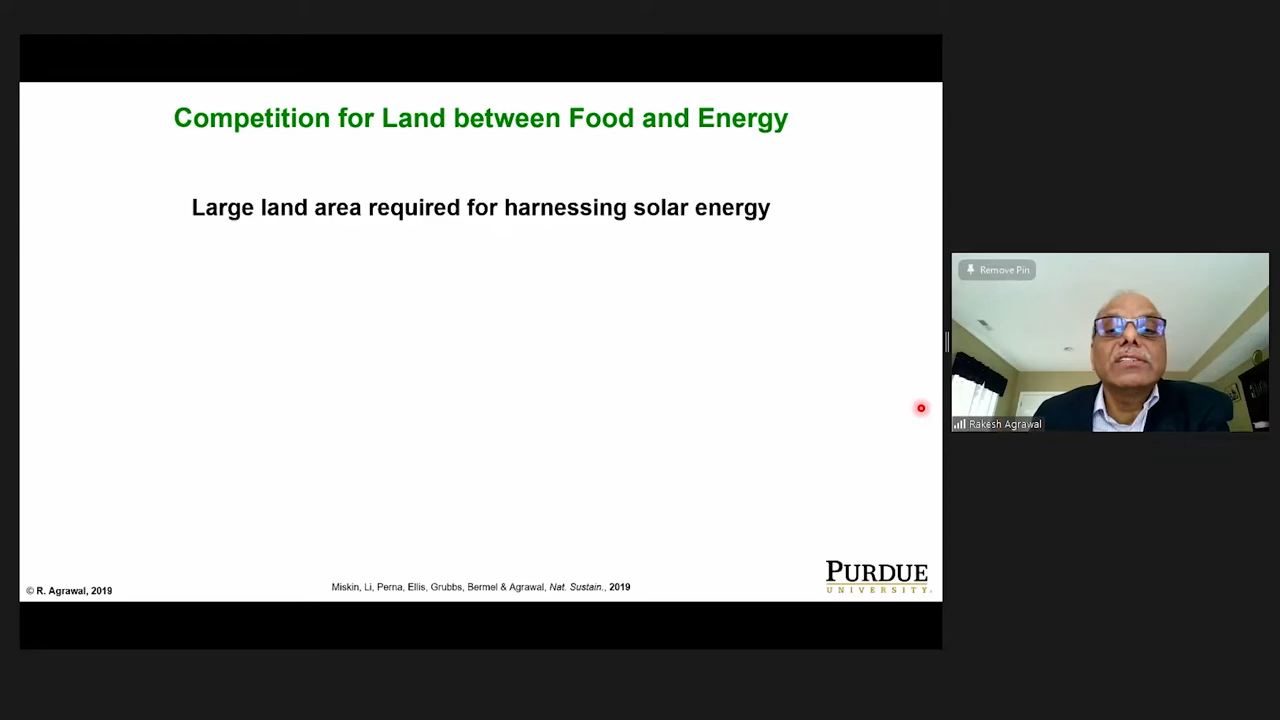 Competition for Land between Food and Energy
Large land area required for harnessing solar energy
Remove Pin
Rakesh Agrawal
© R. Agrawal, 2019
Miskin, Li, Perna, Ellis, Grubbs, Bermel & Agrawal, Nat. Sustain., 2019
PURDUE
UNIVERSITY.